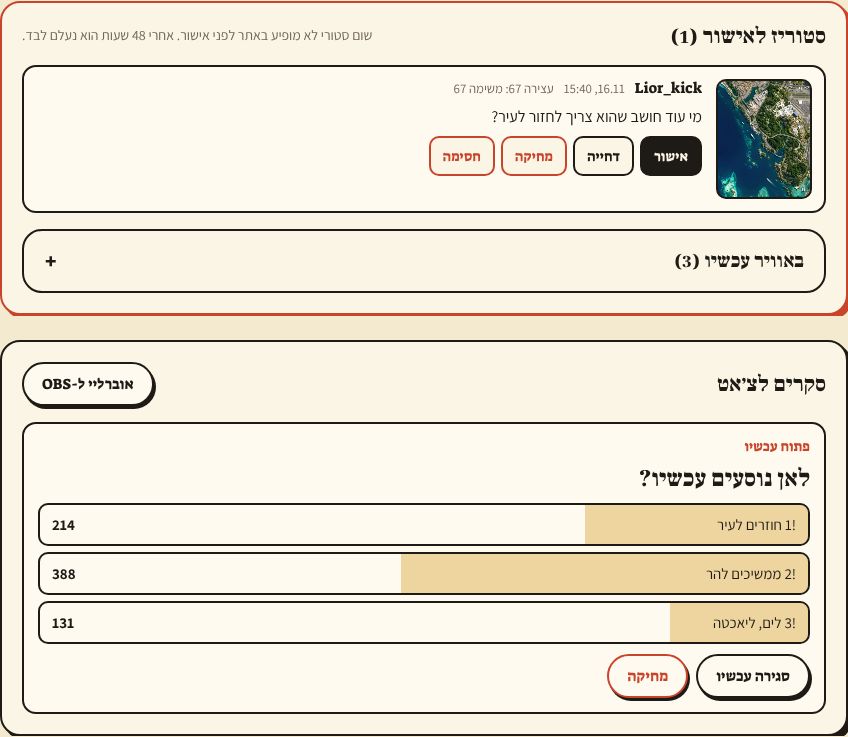 סטוריז לאישור (1)
שום סטורי לא מופיע באתר לפני אישור. אחרי 48 שעות הוא נעלם לבד.
Lior_kick 16.11, 15:40 עצירה 67: משימה 67
מי עוד חושב שהוא צריך לחזור לעיר?
אישור דחייה מחיקה חסימה
באוויר עכשיו (3) +
סקרים לצ׳אט
אוברליי ל-OBS
פתוח עכשיו
לאן נוסעים עכשיו?
!1 חוזרים לעיר 214
!2 ממשיכים להר 388
!3 לים, ליאכטה 131
סגירה עכשיו מחיקה